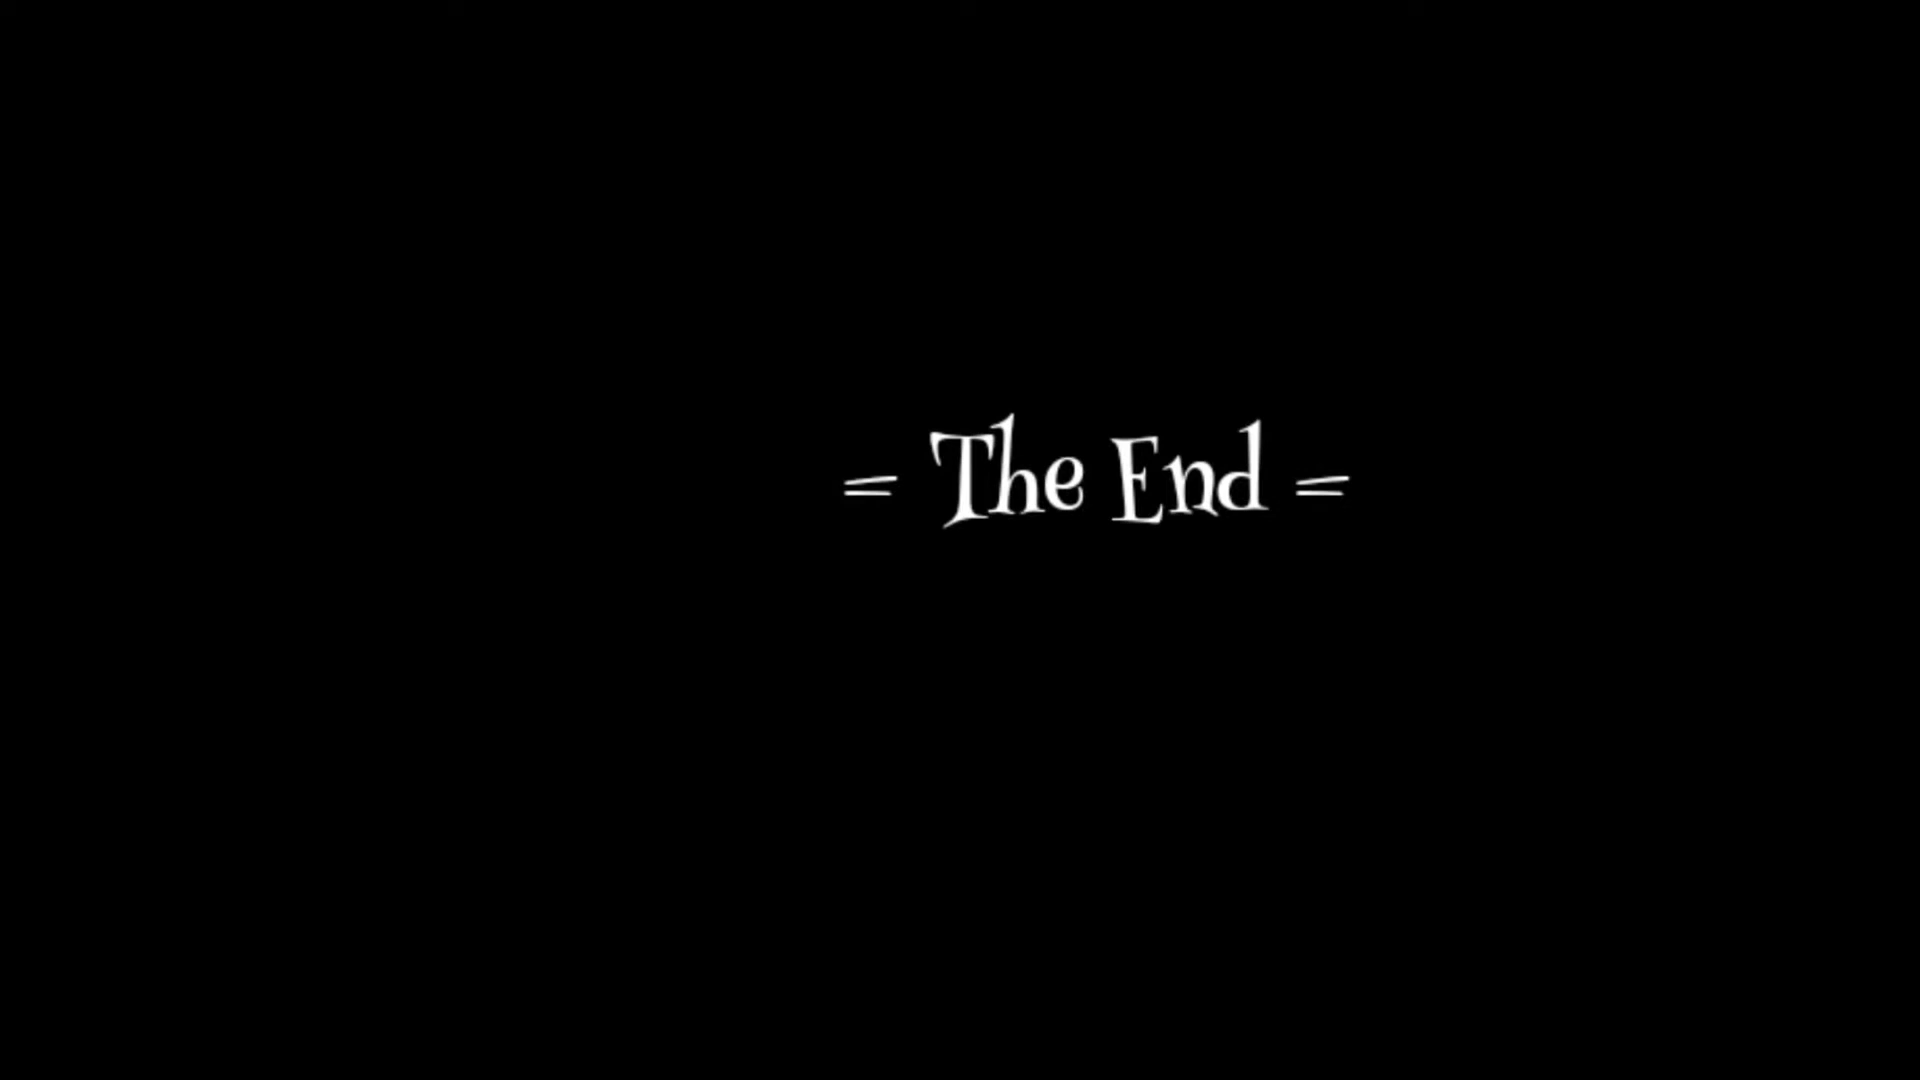 = The End =